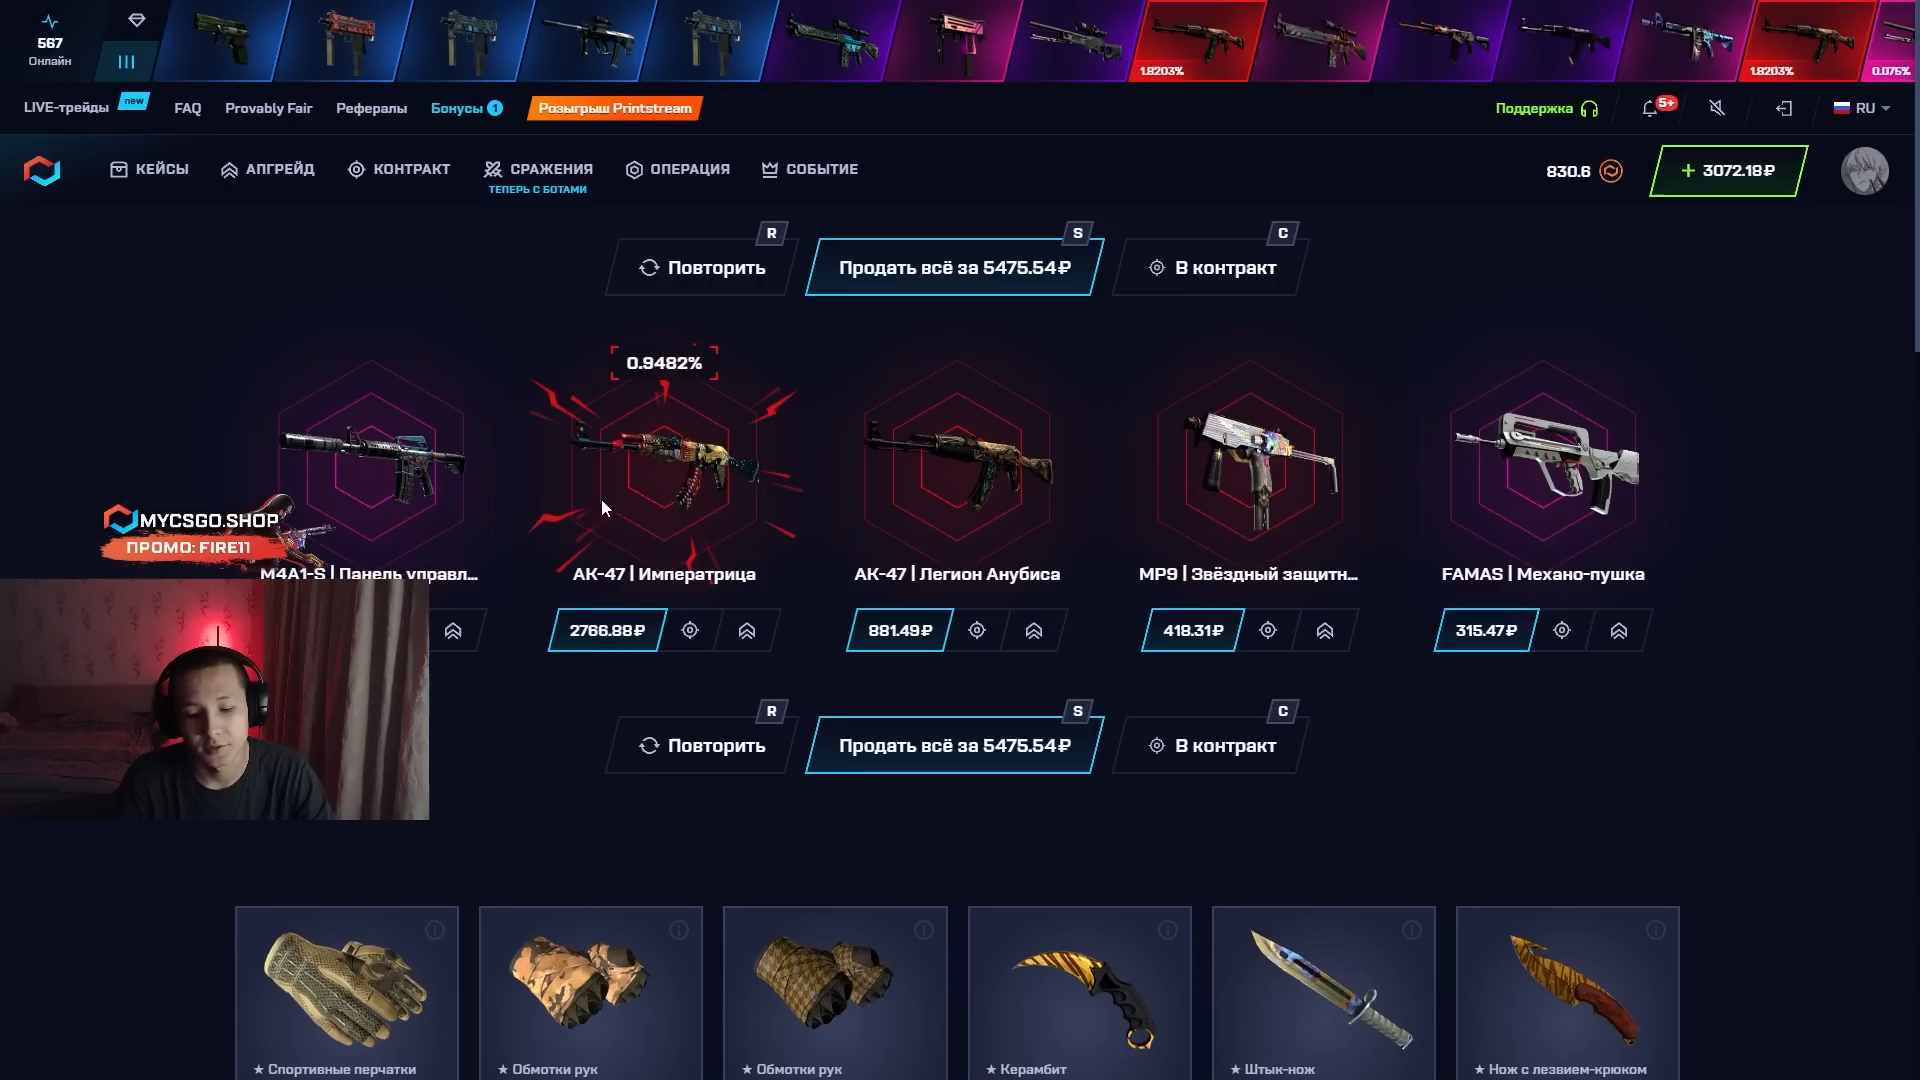 567
Онлайн
1.8203%
1.8203%
0.075%
LIVE-трейды
new
FAQ
Provably Fair
Рефералы
Бонусы 1
Розыгрыш Printstream
Поддержка
5+
RU
КЕЙСЫ
АПГРЕЙД
КОНТРАКТ
СРАЖЕНИЯ
ТЕПЕРЬ С БОТАМИ
ОПЕРАЦИЯ
СОБЫТИЕ
830.6
+ 3072.18₽
R
S
C
Повторить
Продать всё за 5475.54₽
В контракт
0.9482%
MYCSGO.SHOP
ПРОМО: FIRE11
M4A1-S | Панель управл...
АК-47 | Императрица
АК-47 | Легион Анубиса
MP9 | Звёздный защитн...
FAMAS | Механо-пушка
2766.88₽
881.49₽
418.31₽
315.47₽
R
S
C
Повторить
Продать всё за 5475.54₽
В контракт
★ Спортивные перчатки
★ Обмотки рук
★ Обмотки рук
★ Керамбит
★ Штык-нож
★ Нож с лезвием-крюком